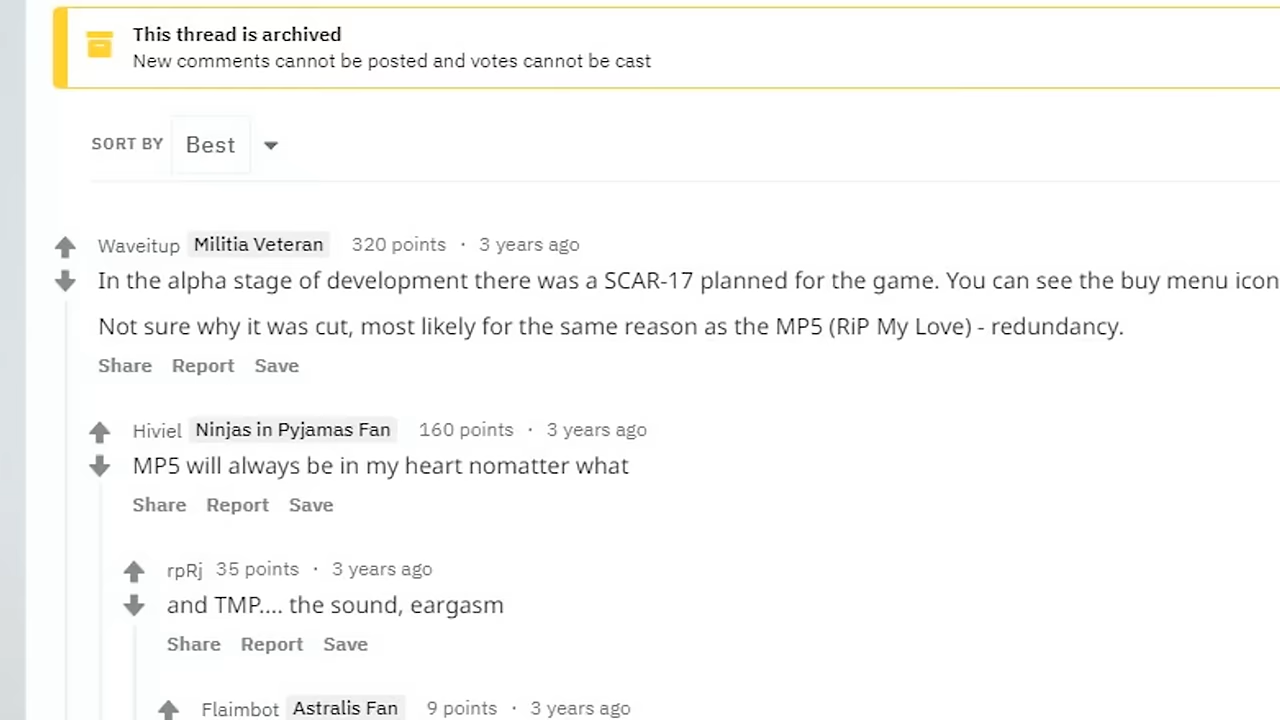 This thread is archived
New comments cannot be posted and votes cannot be cast
SORT BY Best
Waveitup Militia Veteran 320 points · 3 years ago
In the alpha stage of development there was a SCAR-17 planned for the game. You can see the buy menu icon
Not sure why it was cut, most likely for the same reason as the MP5 (RiP My Love) - redundancy.
Share Report Save
Hiviel Ninjas in Pyjamas Fan 160 points · 3 years ago
MP5 will always be in my heart nomatter what
Share Report Save
rpRj 35 points · 3 years ago
and TMP.... the sound, eargasm
Share Report Save
Flaimbot Astralis Fan 9 points · 3 years ago